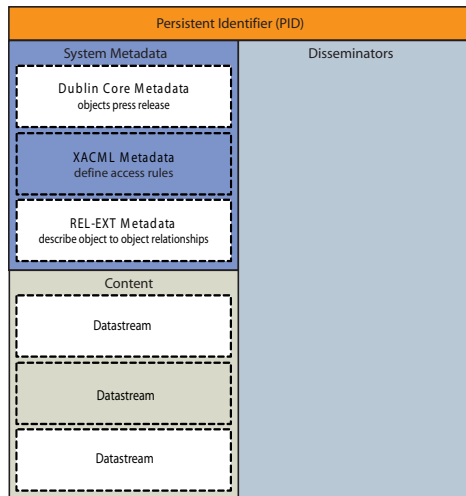 Persistent Identifier (PID)
System Metadata
Dublin Core Metadata
objects press release
XACML Metadata
define access rules
REL-EXT Metadata
describe object to object relationships
Content
Datastream
Datastream
Datastream
Disseminators